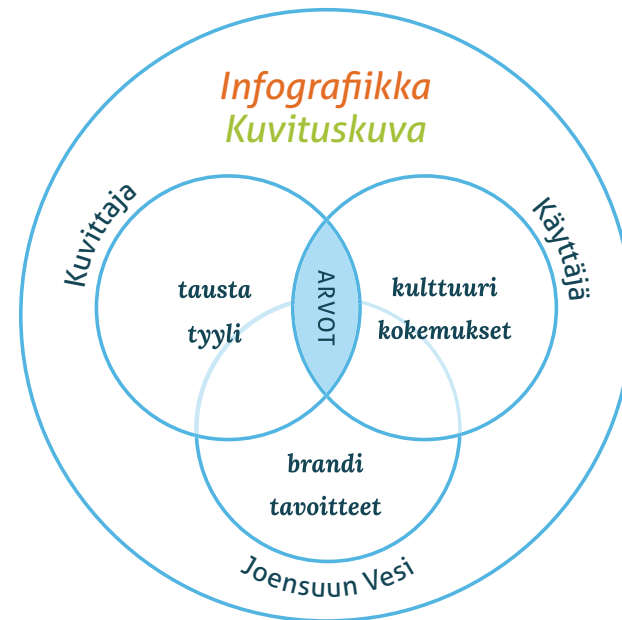 Infografiikka
Kuvituskuva
Kuvittaja
Käyttäjä
tausta
tyyli
ARVOT
kulttuuri
kokemukset
brandi
tavoitteet
Joensuun Vesi